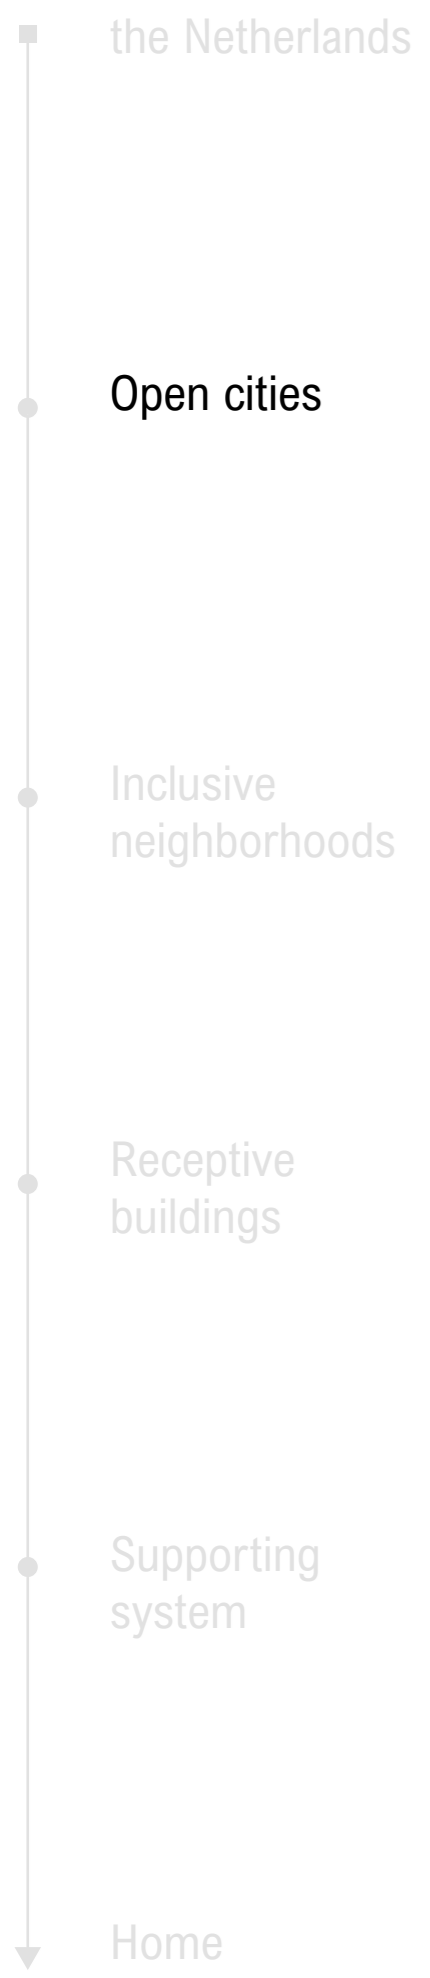 the Netherlands
Open cities
Inclusive
neighborhoods
Receptive
buildings
Supporting
system
Home